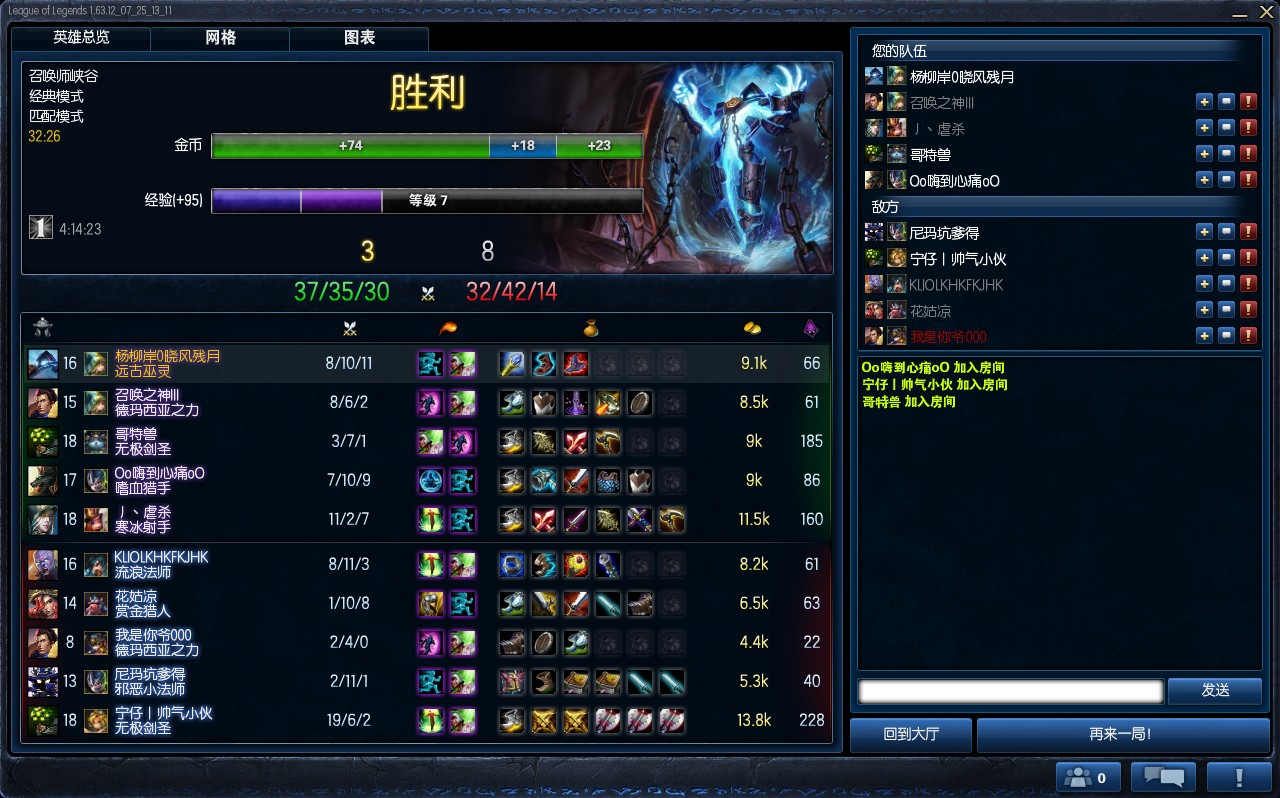 League of Legends 1.63.12_07_25_13_11
英雄总览 网格 图表
召唤师峡谷
经典模式
匹配模式
32:26
胜利
金币 +74 +18 +23
经验(+95) 等级 7
1 4:14:23
3 8
37/35/30 32/42/14
16 杨柳岸0晓风残月 8/10/11 9.1k 66
远古巫灵
15 召唤之神III 8/6/2 8.5k 61
德玛西亚之力
18 哥特兽 3/7/1 9k 185
无极剑圣
17 Oo嗨到心痛oO 7/10/9 9k 86
嗜血猎手
18 丿丶虐杀 11/2/7 11.5k 160
寒冰射手
16 KLIOLKHKFKJHK 8/11/3 8.2k 61
流浪法师
14 花姑凉 1/10/8 6.5k 63
赏金猎人
8 我是你爷000 2/4/0 4.4k 22
德玛西亚之力
13 尼玛坑爹得 2/11/1 5.3k 40
邪恶小法师
18 宁仔丨帅气小伙 19/6/2 13.8k 228
无极剑圣
您的队伍
杨柳岸0晓风残月
召唤之神III
丿丶虐杀
哥特兽
Oo嗨到心痛oO
敌方
尼玛坑爹得
宁仔丨帅气小伙
KLIOLKHKFKJHK
花姑凉
我是你爷000
Oo嗨到心痛oO 加入房间
宁仔丨帅气小伙 加入房间
哥特兽 加入房间
发送
回到大厅 再来一局!
0